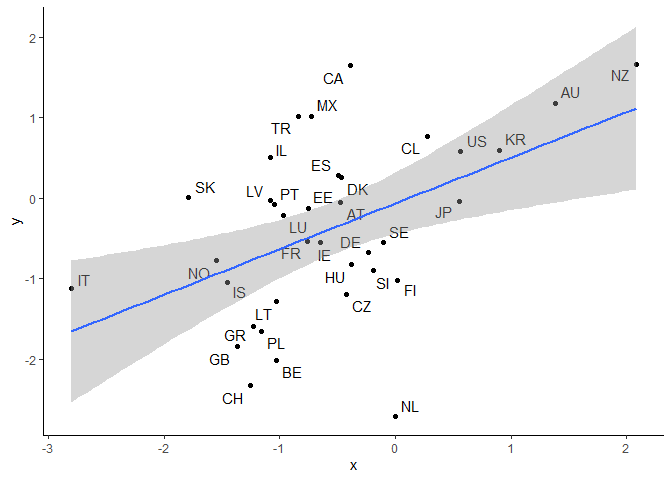 2
1
0
-1
-2
y
CA
NZ
MX
AU
TR
CL
US
KR
IL
ES
SK
LV
PT
EE
DK
AT
JP
LU
FR
IE
DE
SE
NO
HU
SI
IT
IS
CZ
FI
LT
GR
PL
GB
BE
CH
NL
-3
-2
-1
0
1
2
x